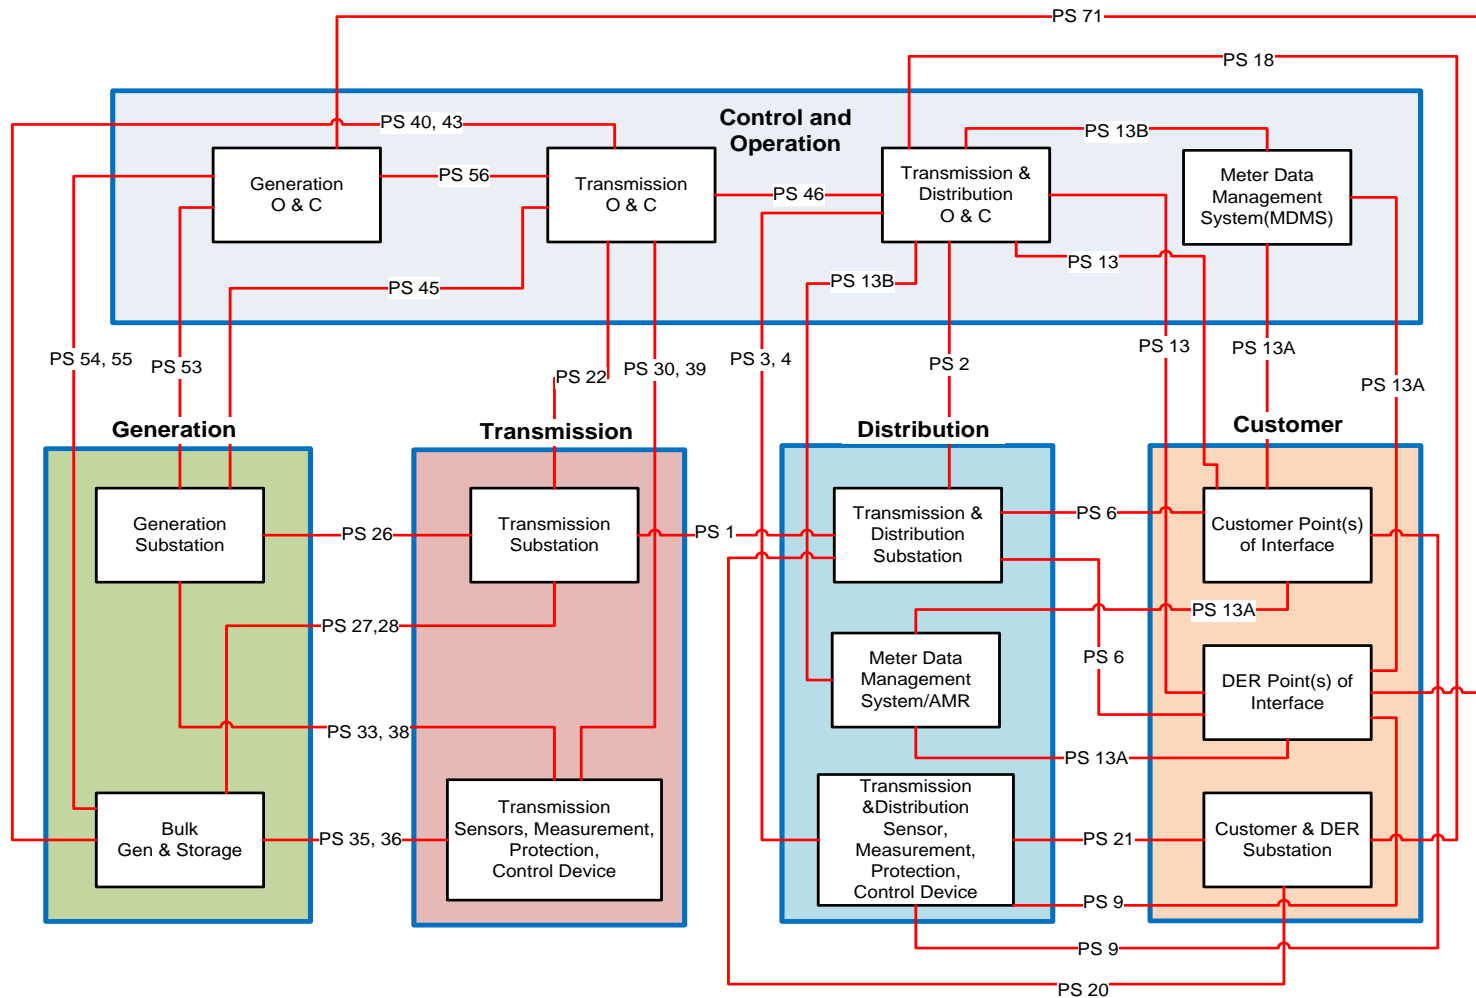 PS 71
PS 18
Control and
Operation
PS 40, 43
PS 13B
Generation
O & C
PS 56
Transmission
O & C
PS 46
Transmission &
Distribution
O & C
Meter Data
Management
System(MDMS)
PS 45
PS 13B
PS 13
PS 54, 55
PS 53
PS 22
PS 30, 39
PS 3, 4
PS 2
PS 13
PS 13A
PS 13A
Generation
Transmission
Distribution
Customer
Generation
Substation
PS 26
Transmission
Substation
PS 1
Transmission &
Distribution
Substation
PS 6
Customer Point(s)
of Interface
PS 13A
PS 27,28
Meter Data
Management
System/AMR
PS 6
DER Point(s) of
Interface
PS 33, 38
PS 13A
Bulk
Gen & Storage
PS 35, 36
Transmission
Sensors, Measurement,
Protection,
Control Device
Transmission
&Distribution
Sensor,
Measurement,
Protection,
Control Device
PS 21
Customer & DER
Substation
PS 9
PS 9
PS 20